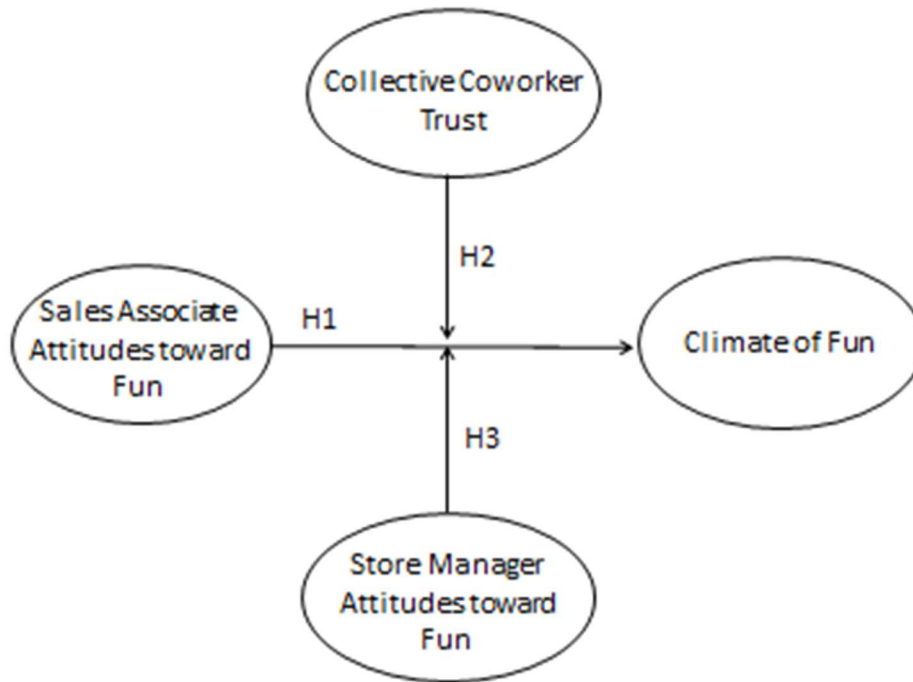 Collective Coworker
Trust
H2
Sales Associate
Attitudes toward
Fun
H1
Climate of Fun
H3
Store Manager
Attitudes toward
Fun